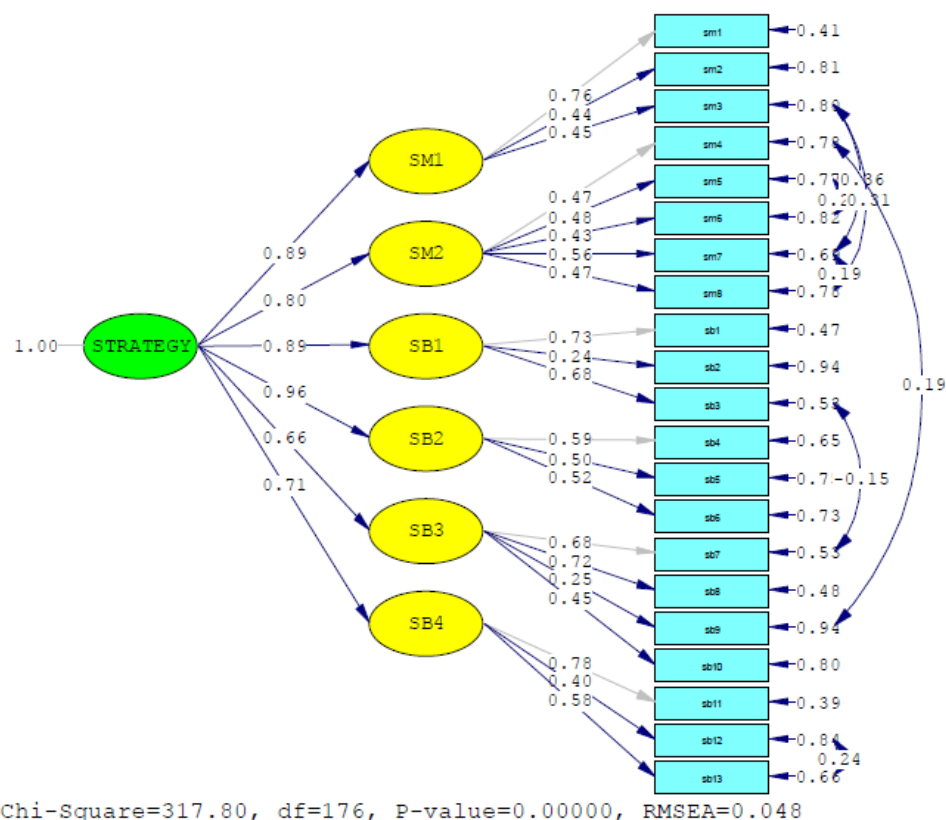 sm1
0.41
sm2
0.81
0.76
0.44
0.45
sm3
SM1
sm4
sm5
0.36
0.31
0.47
0.48
0.43
0.56
0.47
sm6
0.82
0.89
SM2
sm7
0.19
sm8
0.80
sb1
0.47
0.73
0.24
0.68
1.00
STRATEGY
0.89
SB1
sb2
0.94
0.19
0.96
sb3
0.66
SB2
0.59
0.50
0.52
sb4
0.65
0.71
sb5
-0.15
sb6
0.73
SB3
0.68
0.72
0.25
0.45
sb7
0.53
sb8
0.48
SB4
sb9
0.94
sb10
0.80
0.78
0.40
0.58
sb11
0.39
sb12
0.84
0.24
sb13
0.66
Chi-Square=317.80, df=176, P-value=0.00000, RMSEA=0.048